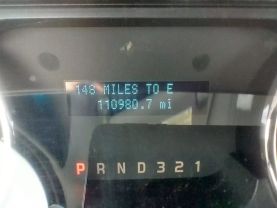 148 MILES TO E
110980.7 mi
P R N D 3 2 1